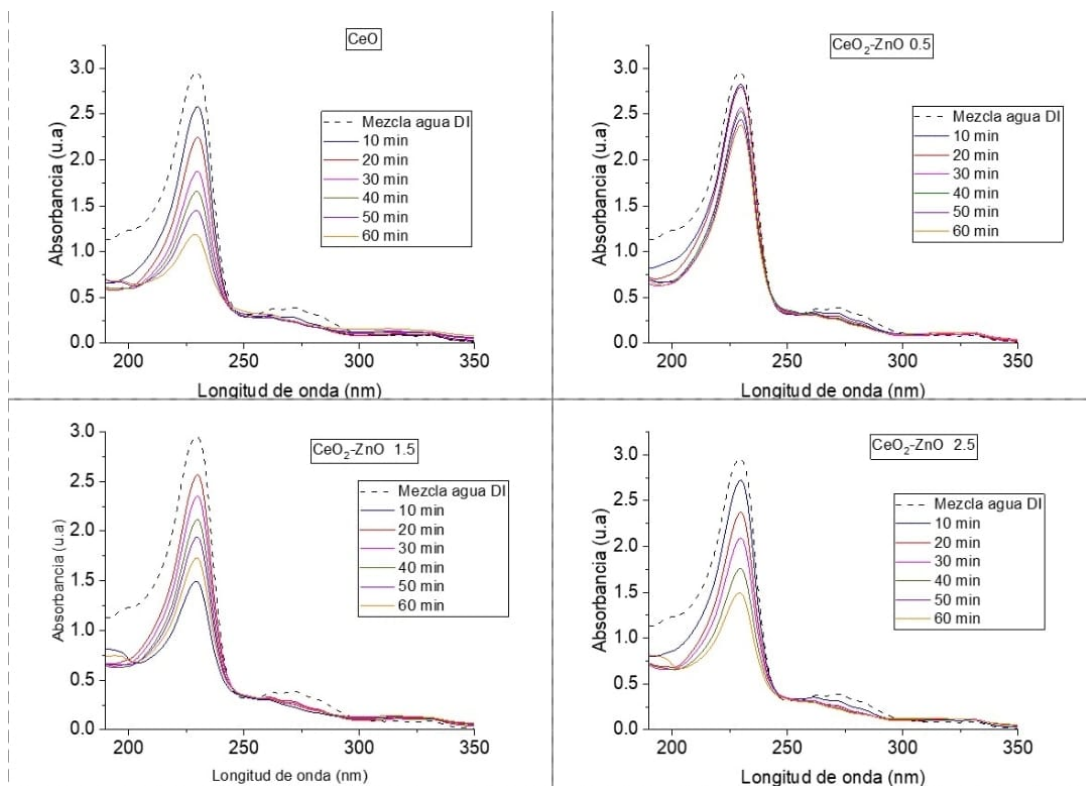 CeO
Absorbancia (u.a)
3.0
2.5
2.0
1.5
1.0
0.5
0.0
Mezcla agua DI
10 min
20 min
30 min
40 min
50 min
60 min
200 250 300 350
Longitud de onda (nm)
CeO₂-ZnO 0.5
Absorbancia (u.a)
3.0
2.5
2.0
1.5
1.0
0.5
0.0
Mezcla agua DI
10 min
20 min
30 min
40 min
50 min
60 min
200 250 300 350
Longitud de onda (nm)
CeO₂-ZnO 1.5
Absorbancia (u.a)
3.0
2.5
2.0
1.5
1.0
0.5
0.0
Mezcla agua DI
10 min
20 min
30 min
40 min
50 min
60 min
200 250 300 350
Longitud de onda (nm)
CeO₂-ZnO 2.5
Absorbancia (u.a)
3.0
2.5
2.0
1.5
1.0
0.5
0.0
Mezcla agua DI
10 min
20 min
30 min
40 min
50 min
60 min
200 250 300 350
Longitud de onda (nm)